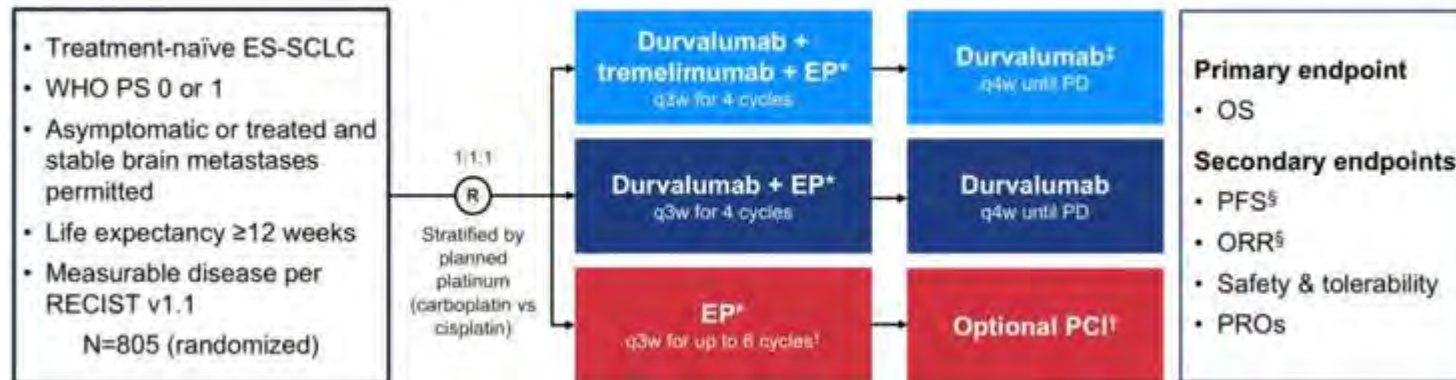 • Treatment-naïve ES-SCLC
• WHO PS 0 or 1
• Asymptomatic or treated and
stable brain metastases
permitted
• Life expectancy ≥12 weeks
• Measurable disease per
RECIST v1.1
N=805 (randomized)
1:1:1
R
Stratified by
planned
platinum
(carboplatin vs
cisplatin)
Durvalumab +
tremelimumab + EP*
q3w for 4 cycles
Durvalumab‡
q4w until PD
Durvalumab + EP*
q3w for 4 cycles
Durvalumab
q4w until PD
EP*
q3w for up to 6 cycles†
Optional PCI†
Primary endpoint
• OS
Secondary endpoints
• PFS§
• ORR§
• Safety & tolerability
• PROs